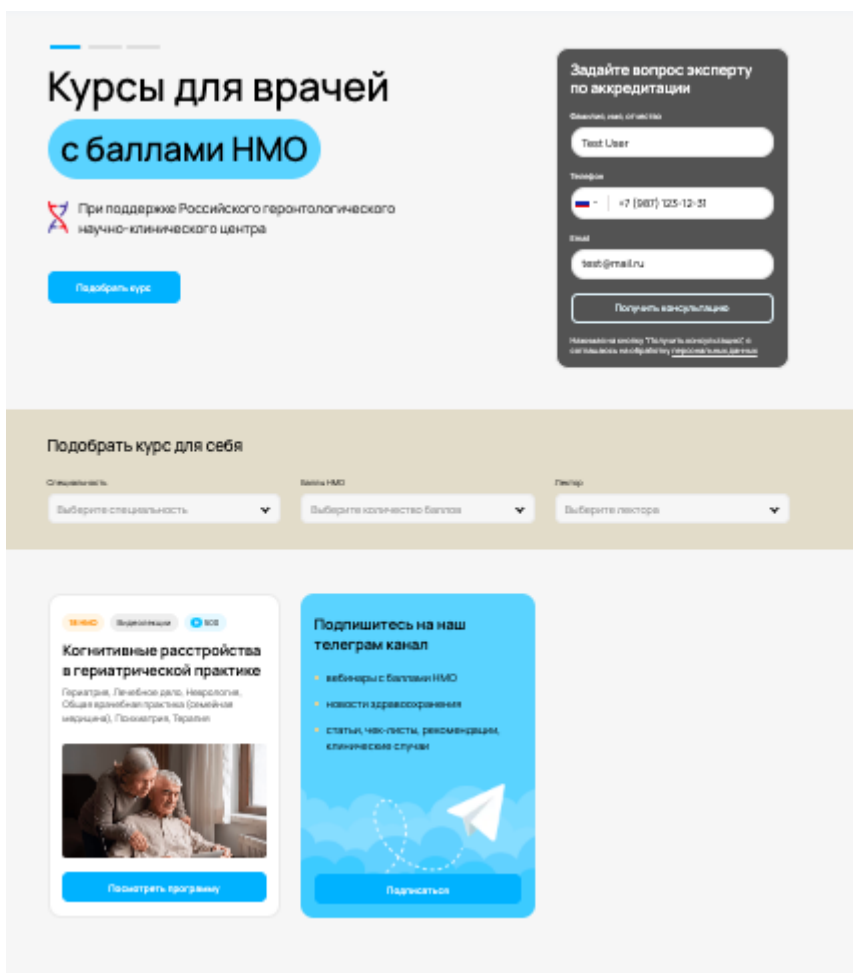 Курсы для врачей
с баллами НМО
При поддержке Российского геронтологического
научно-клинического центра
Подобрать курс
Задайте вопрос эксперту
по аккредитации
Фамилия, имя, отчество
Test User
Телефон
+7 (987) 123-12-31
Email
test@mail.ru
Получить консультацию
Нажимая на кнопку "Получить консультацию", я
соглашаюсь на обработку персональных данных
Подобрать курс для себя
Специальность
Баллы НМО
Лектор
Выберите специальность
Выберите количество баллов
Выберите лектора
18 НМО
Видеолекции
500
Когнитивные расстройства
в гериатрической практике
Гериатрия, Лечебное дело, Неврология,
Общая врачебная практика (семейная
медицина), Психиатрия, Терапия
Посмотреть программу
Подпишитесь на наш
телеграм канал
вебинары с баллами НМО
новости здравоохранения
статьи, чек-листы, рекомендации,
клинические случаи
Подписаться